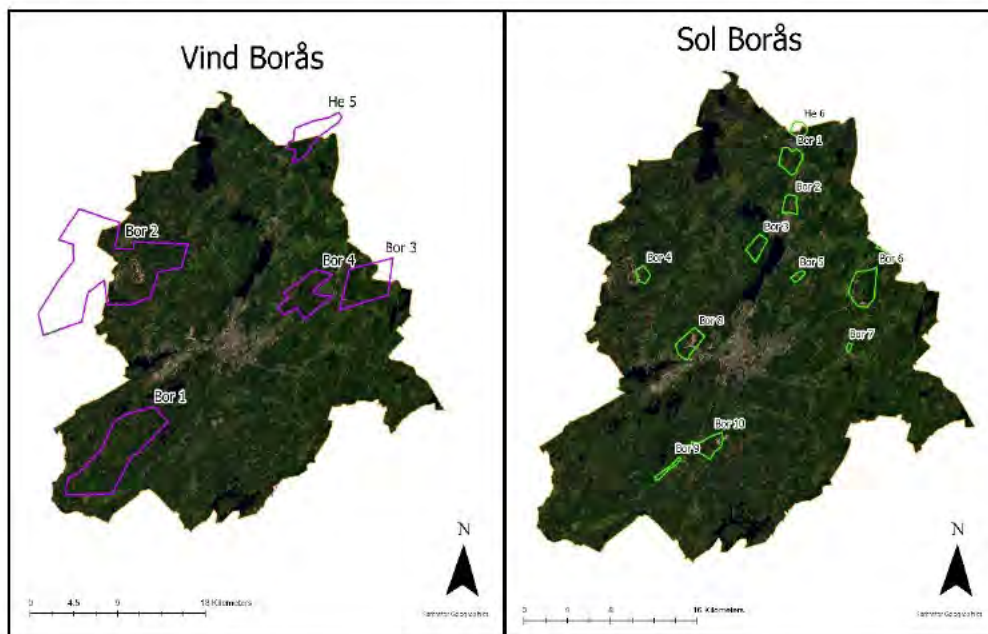 Vind Borås
He 5
Bor 2
Bor 3
Bor 4
Bor 1
N
0 4,5 9 18 Kilometers
Sol Borås
He 6
Bor 1
Bor 2
Bor 3
Bor 4
Bor 5
Bor 6
Bor 7
Bor 8
Bor 10
Bor 9
N
16 Kilometers